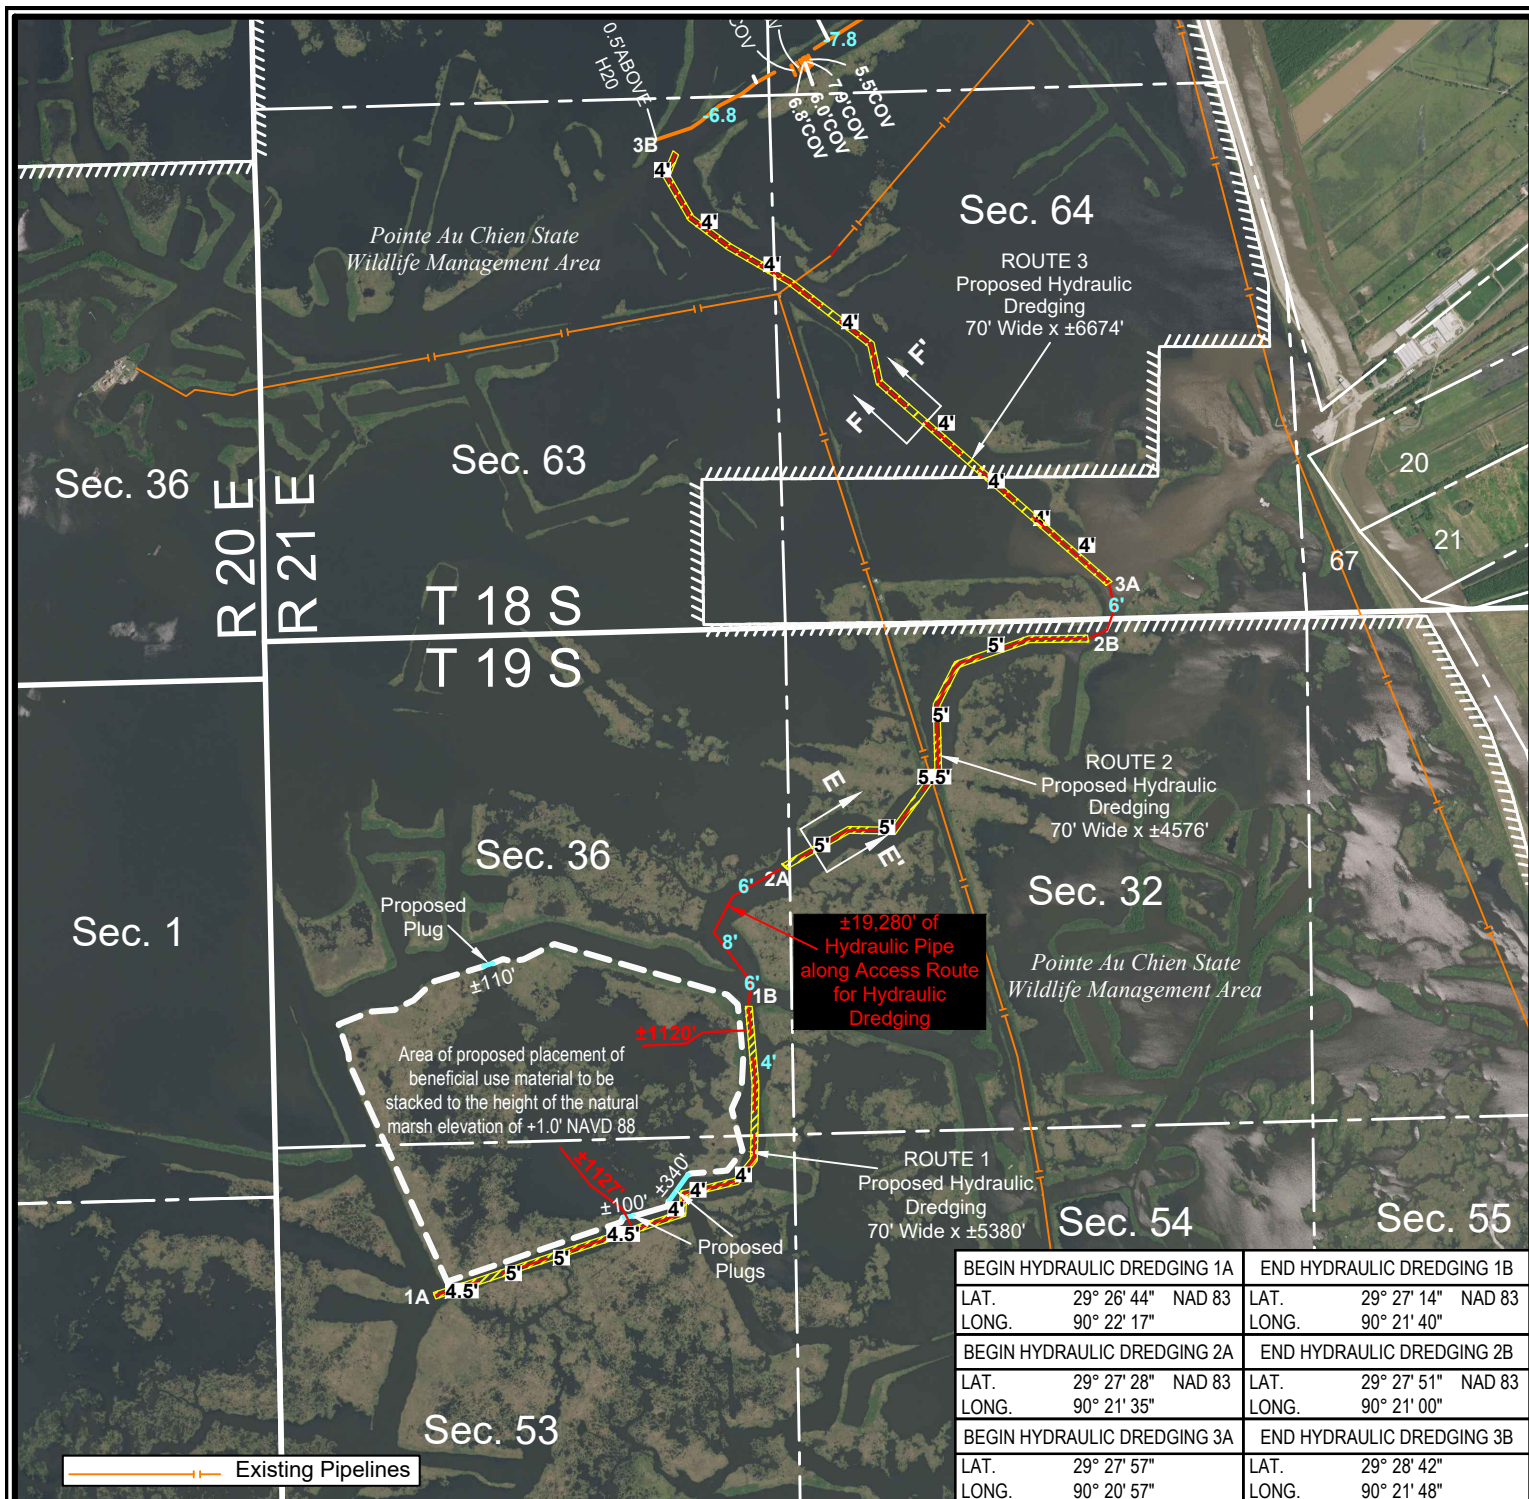 0.5'ABOVE
H20
COV
-7.8
5.5'COV
7.9'COV
6.0'COV
6.8'COV
-6.8
3B
4'
4'
4'
4'
4'
4'
4'
4'
Pointe Au Chien State
Wildlife Management Area
Sec. 64
ROUTE 3
Proposed Hydraulic
Dredging
70' Wide x ±6674'
F'
F
Sec. 63
Sec. 36
R 20 E
R 21 E
20
21
67
3A
6'
2B
T 18 S
T 19 S
5'
5'
5.5'
5'
5'
ROUTE 2
Proposed Hydraulic
Dredging
70' Wide x ±4576'
E
E'
Sec. 36
2A
6'
Sec. 32
Sec. 1
Proposed
Plug
±110'
8'
6'
1B
±19,280' of
Hydraulic Pipe
along Access Route
for Hydraulic
Dredging
Pointe Au Chien State
Wildlife Management Area
±1120'
4'
Area of proposed placement of
beneficial use material to be
stacked to the height of the natural
marsh elevation of +1.0' NAVD 88
±1127'
±340'
±100'
4'
4'
4'
4.5'
5'
5'
4.5'
1A
Proposed
Plugs
ROUTE 1
Proposed Hydraulic
Dredging
70' Wide x ±5380'
Sec. 54
Sec. 55
Sec. 53
Existing Pipelines
BEGIN HYDRAULIC DREDGING 1A END HYDRAULIC DREDGING 1B
LAT. 29° 26' 44" NAD 83 LAT. 29° 27' 14" NAD 83
LONG. 90° 22' 17" LONG. 90° 21' 40"
BEGIN HYDRAULIC DREDGING 2A END HYDRAULIC DREDGING 2B
LAT. 29° 27' 28" NAD 83 LAT. 29° 27' 51" NAD 83
LONG. 90° 21' 35" LONG. 90° 21' 00"
BEGIN HYDRAULIC DREDGING 3A END HYDRAULIC DREDGING 3B
LAT. 29° 27' 57" LAT. 29° 28' 42"
LONG. 90° 20' 57" LONG. 90° 21' 48"